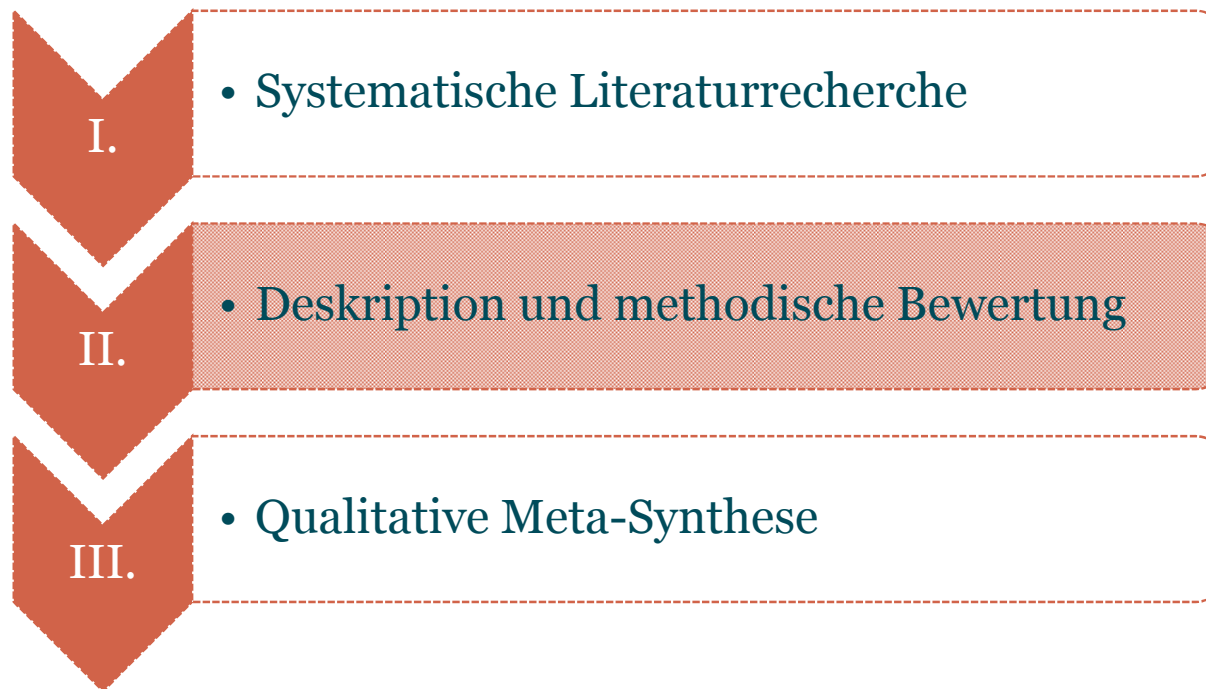 I.
• Systematische Literaturrecherche
II.
• Deskription und methodische Bewertung
III.
• Qualitative Meta-Synthese